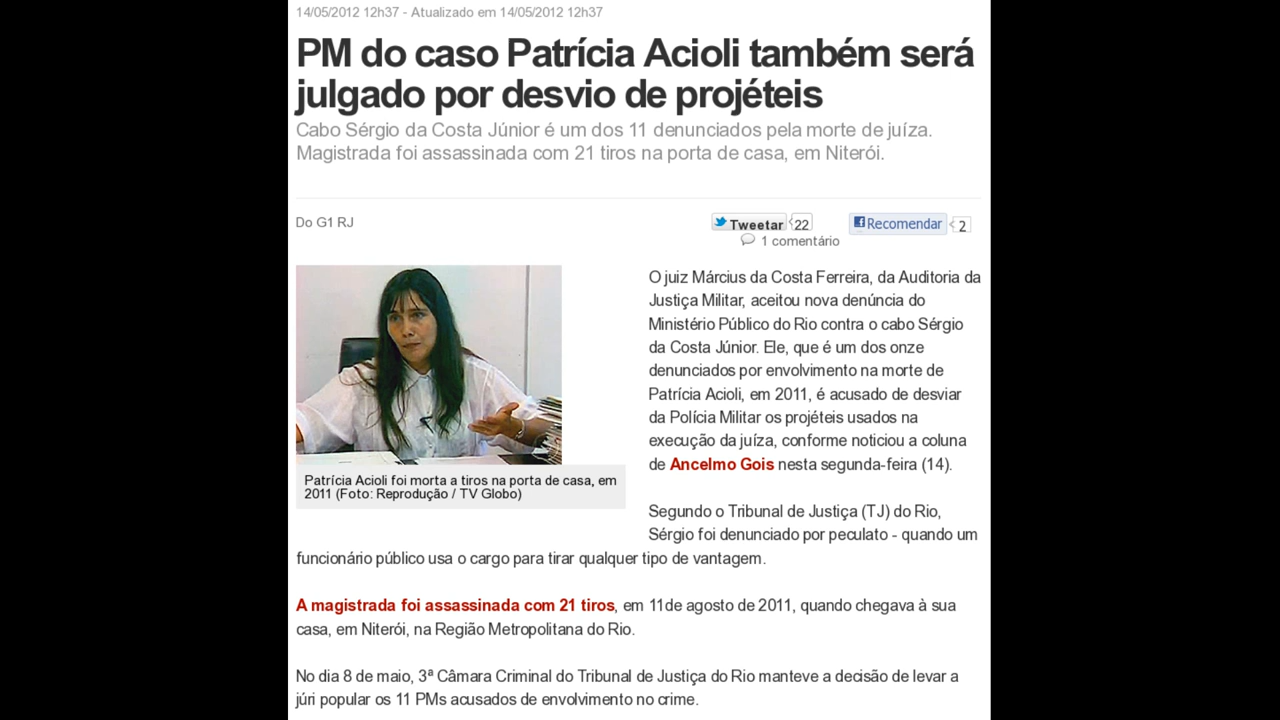 14/05/2012 12h37 - Atualizado em 14/05/2012 12h37
PM do caso Patrícia Acioli também será
julgado por desvio de projéteis
Cabo Sérgio da Costa Júnior é um dos 11 denunciados pela morte de juíza.
Magistrada foi assassinada com 21 tiros na porta de casa, em Niterói.
Do G1 RJ
Tweetar 22
Recomendar 2
1 comentário
Patrícia Acioli foi morta a tiros na porta de casa, em
2011 (Foto: Reprodução / TV Globo)
O juiz Március da Costa Ferreira, da Auditoria da
Justiça Militar, aceitou nova denúncia do
Ministério Público do Rio contra o cabo Sérgio
da Costa Júnior. Ele, que é um dos onze
denunciados por envolvimento na morte de
Patrícia Acioli, em 2011, é acusado de desviar
da Polícia Militar os projéteis usados na
execução da juíza, conforme noticiou a coluna
de Ancelmo Gois nesta segunda-feira (14).
Segundo o Tribunal de Justiça (TJ) do Rio,
Sérgio foi denunciado por peculato - quando um
funcionário público usa o cargo para tirar qualquer tipo de vantagem.
A magistrada foi assassinada com 21 tiros, em 11de agosto de 2011, quando chegava à sua
casa, em Niterói, na Região Metropolitana do Rio.
No dia 8 de maio, 3ª Câmara Criminal do Tribunal de Justiça do Rio manteve a decisão de levar a
júri popular os 11 PMs acusados de envolvimento no crime.